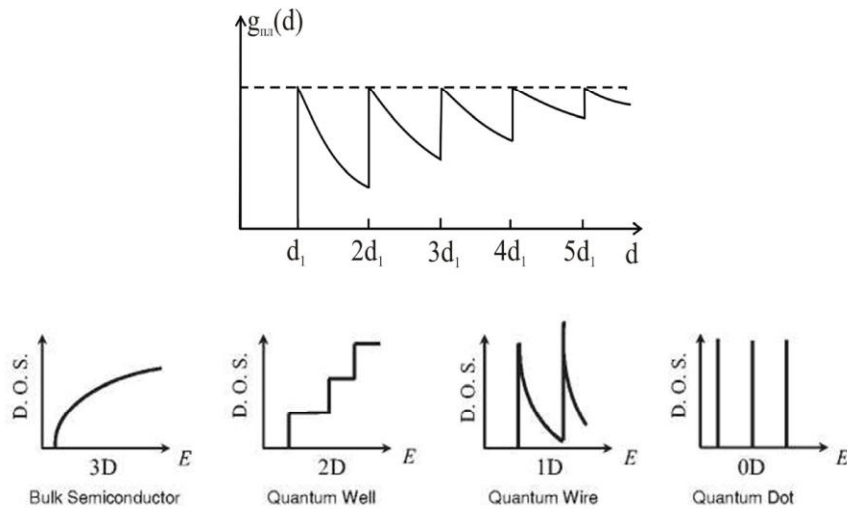 gпл(d)
d₁ 2d₁ 3d₁ 4d₁ 5d₁ d
D. O. S. D. O. S. D. O. S. D. O. S.
3D E 2D E 1D E 0D E
Bulk Semiconductor Quantum Well Quantum Wire Quantum Dot